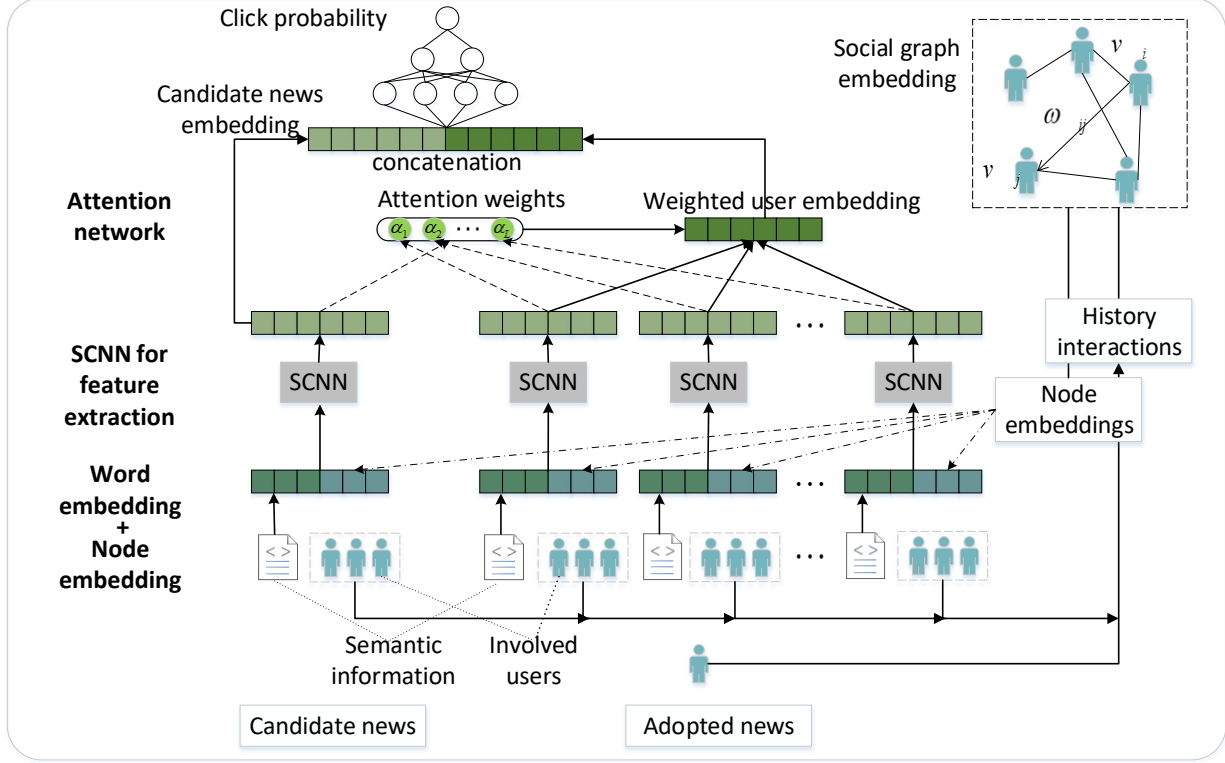 Click probability
Social graph
embedding
v
i
ω
ij
v
j
Candidate news
embedding
concatenation
Attention
network
Attention weights
α1 α2 ··· αL
Weighted user embedding
···
SCNN for
feature
extraction
SCNN
SCNN
SCNN
SCNN
History
interactions
Node
embeddings
Word
embedding
+
Node
embedding
···
< >
< >
< >
···
< >
Semantic
information
Involved
users
Candidate news
Adopted news